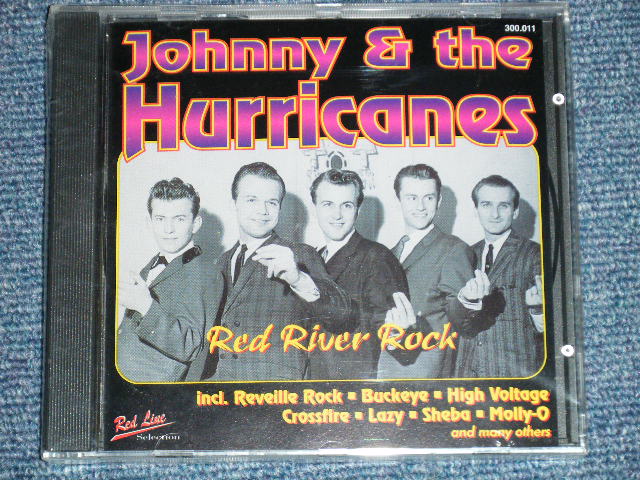 300.011
Johnny & the
Hurricanes
Red River Rock
incl. Reveille Rock ▪ Buckeye ▪ High Voltage
Crossfire ▪ Lazy ▪ Sheba ▪ Molly-O
and many others
Red Line
Selection